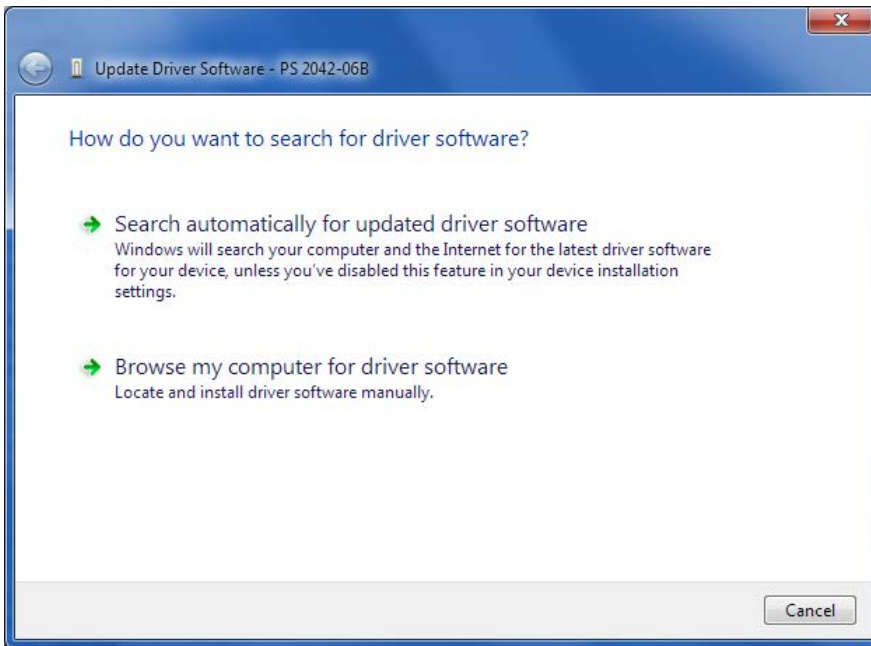 Update Driver Software - PS 2042-06B
How do you want to search for driver software?
Search automatically for updated driver software
Windows will search your computer and the Internet for the latest driver software
for your device, unless you've disabled this feature in your device installation
settings.
Browse my computer for driver software
Locate and install driver software manually.
Cancel